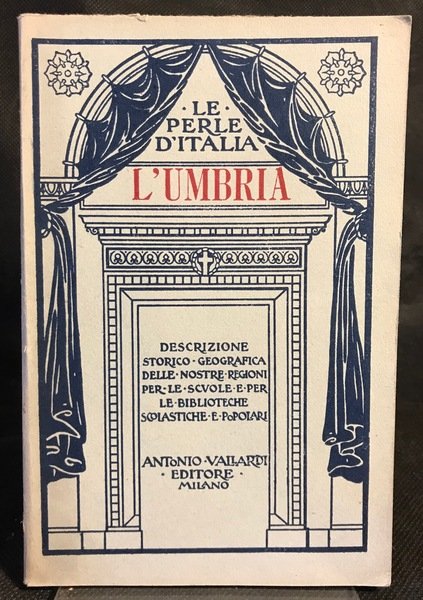 · LE ·
PERLE
D'ITALIA
L'UMBRIA
DESCRIZIONE
STORICO · GEOGRAFICA
DELLE · NOSTRE · REGIONI
PER · LE · SCVOLE · E · PER
LE · BIBLIOTECHE
SCOLASTICHE · E · POPOLARI
ANTONIO · VALLARDI
· EDITORE ·
MILANO